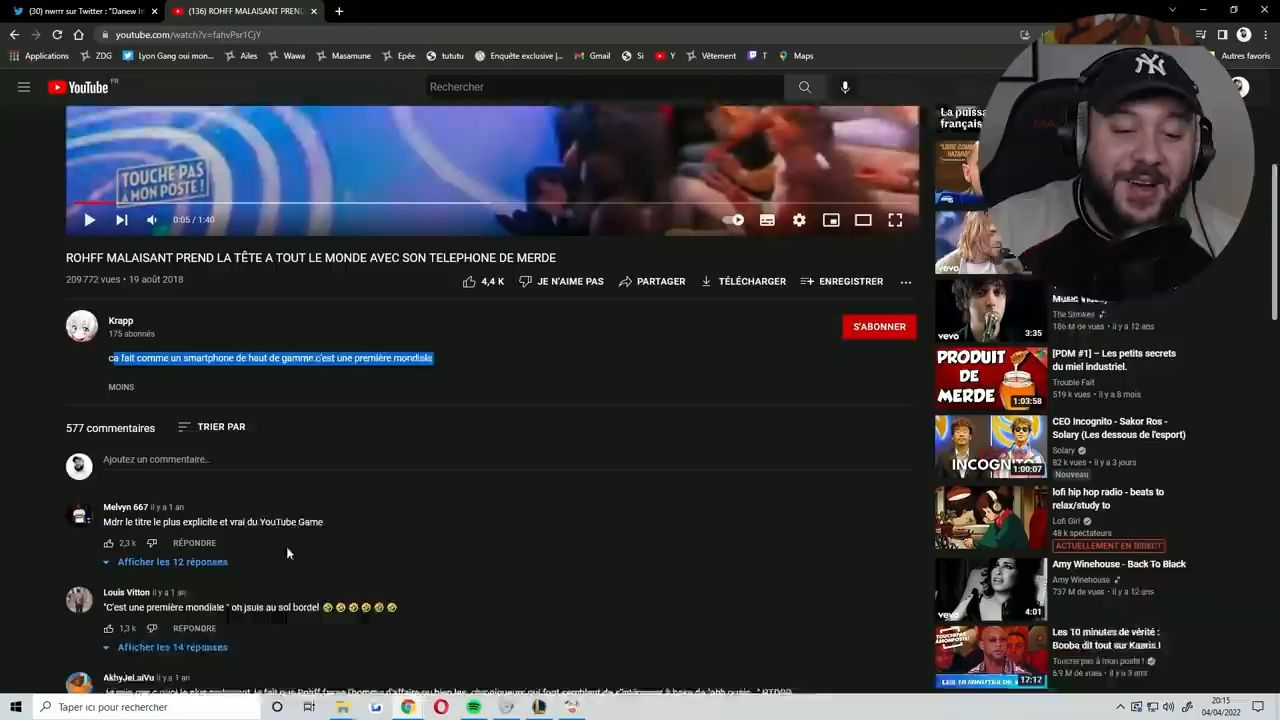 (30) nwrrr sur Twitter : "Danew h
(136) ROHFF MALAISANT PREND
youtube.com/watch?v=fahvPsr1CjY
Applications
ZDG
Lyon Gang oui mon...
Ailes
Wawa
Masamune
Epée
tututu
Enquête exclusive |...
Gmail
Si
Y
Vêtement
T
Maps
Autres favoris
YouTube FR
Rechercher
TOUCHE PAS
À MON POSTE !
0:05 / 1:40
ROHFF MALAISANT PREND LA TÊTE A TOUT LE MONDE AVEC SON TELEPHONE DE MERDE
209 772 vues • 19 août 2018
4,4 K
JE N'AIME PAS
PARTAGER
TÉLÉCHARGER
ENREGISTRER
Krapp
175 abonnés
S'ABONNER
ca fait comme un smartphone de haut de gamme c'est une première mondiale
MOINS
577 commentaires
TRIER PAR
Ajoutez un commentaire...
Melvyn 667 il y a 1 an
Mdrr le titre le plus explicite et vrai du YouTube Game
2,3 k
RÉPONDRE
Afficher les 12 réponses
Louis Vitton il y a 1 an
"C'est une première mondiale " oh jsuis au sol bordel 🤣🤣🤣🤣🤣🤣
1,3 k
RÉPONDRE
Afficher les 14 réponses
AkhyJeLaiVu il y a 1 an
La puiss
français
vevo
vevo
3:35
The Strokes
186 M de vues • il y a 12 ans
PRODUIT
DE
MERDE
1:03:58
[PDM #1] – Les petits secrets
du miel industriel.
Trouble Fait
519 k vues • il y a 8 mois
INCOGNITO
1:00:07
CEO Incognito - Sakor Ros -
Solary (Les dessous de l'esport)
Solary
82 k vues • il y a 3 jours
Nouveau
lofi hip hop radio - beats to
relax/study to
Lofi Girl
48 k spectateurs
ACTUELLEMENT EN DIRECT
vevo
4:01
Amy Winehouse - Back To Black
Amy Winehouse
737 M de vues • il y a 12 ans
TOUCHE PAS
À MON POSTE !
LES 10 MINUTES DE
17:17
Les 10 minutes de vérité :
Booba dit tout sur Kaaris !
Touche pas à mon poste !
Taper ici pour rechercher
20:15
04/04/2022